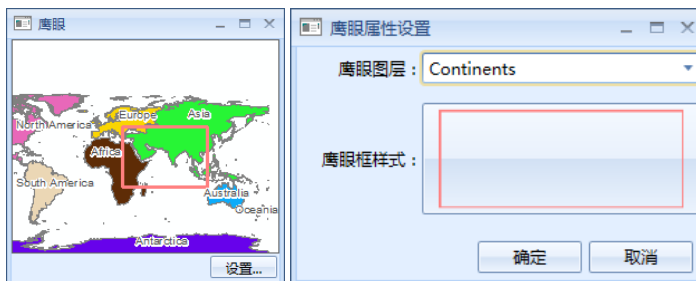 鹰眼
Europe
Asia
North America
Africa
South America
Australia
Oceania
Antarctica
设置...
鹰眼属性设置
鹰眼图层：Continents
鹰眼框样式：
确定
取消